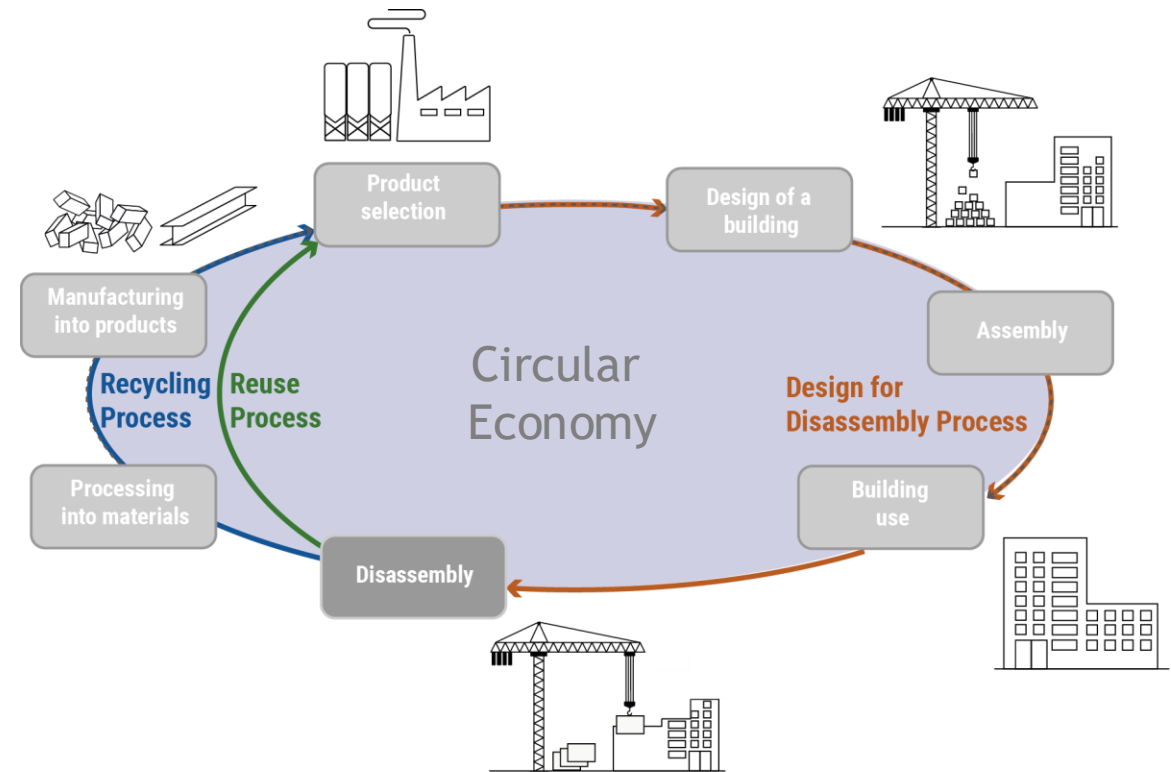 Product
selection
Design of a
building
Manufacturing
into products
Assembly
Circular
Economy
Recycling
Process
Reuse
Process
Design for
Disassembly Process
Processing
into materials
Building
use
Disassembly